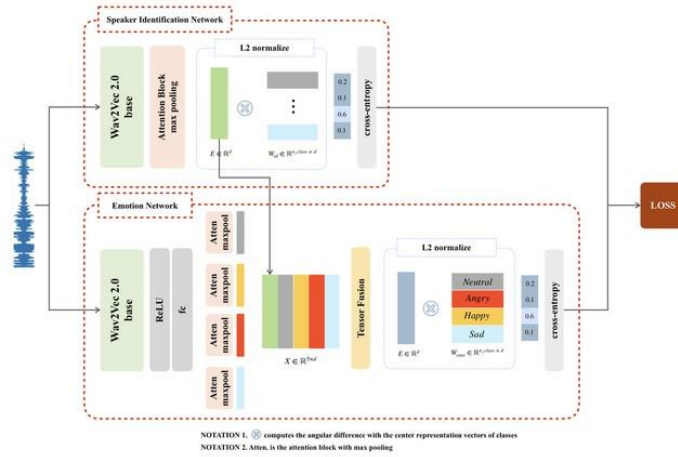 Speaker Identification Network
L2 normalize
Wav2Vec 2.0
base
Attention Block
max pooling
0.2
0.1
0.6
0.1
cross-entropy
E ∈ ℝ^d
LOSS
Emotion Network
Wav2Vec 2.0
base
ReLU
fc
Atten
maxpool
Atten
maxpool
Atten
maxpool
Atten
maxpool
X ∈ ℝ^{5×d}
Tensor Fusion
L2 normalize
Neutral
Angry
Happy
Sad
E ∈ ℝ^d
0.2
0.1
0.6
0.1
cross-entropy
NOTATION 1. ⊗ computes the angular difference with the center representation vectors of classes
NOTATION 2. Atten. is the attention block with max pooling